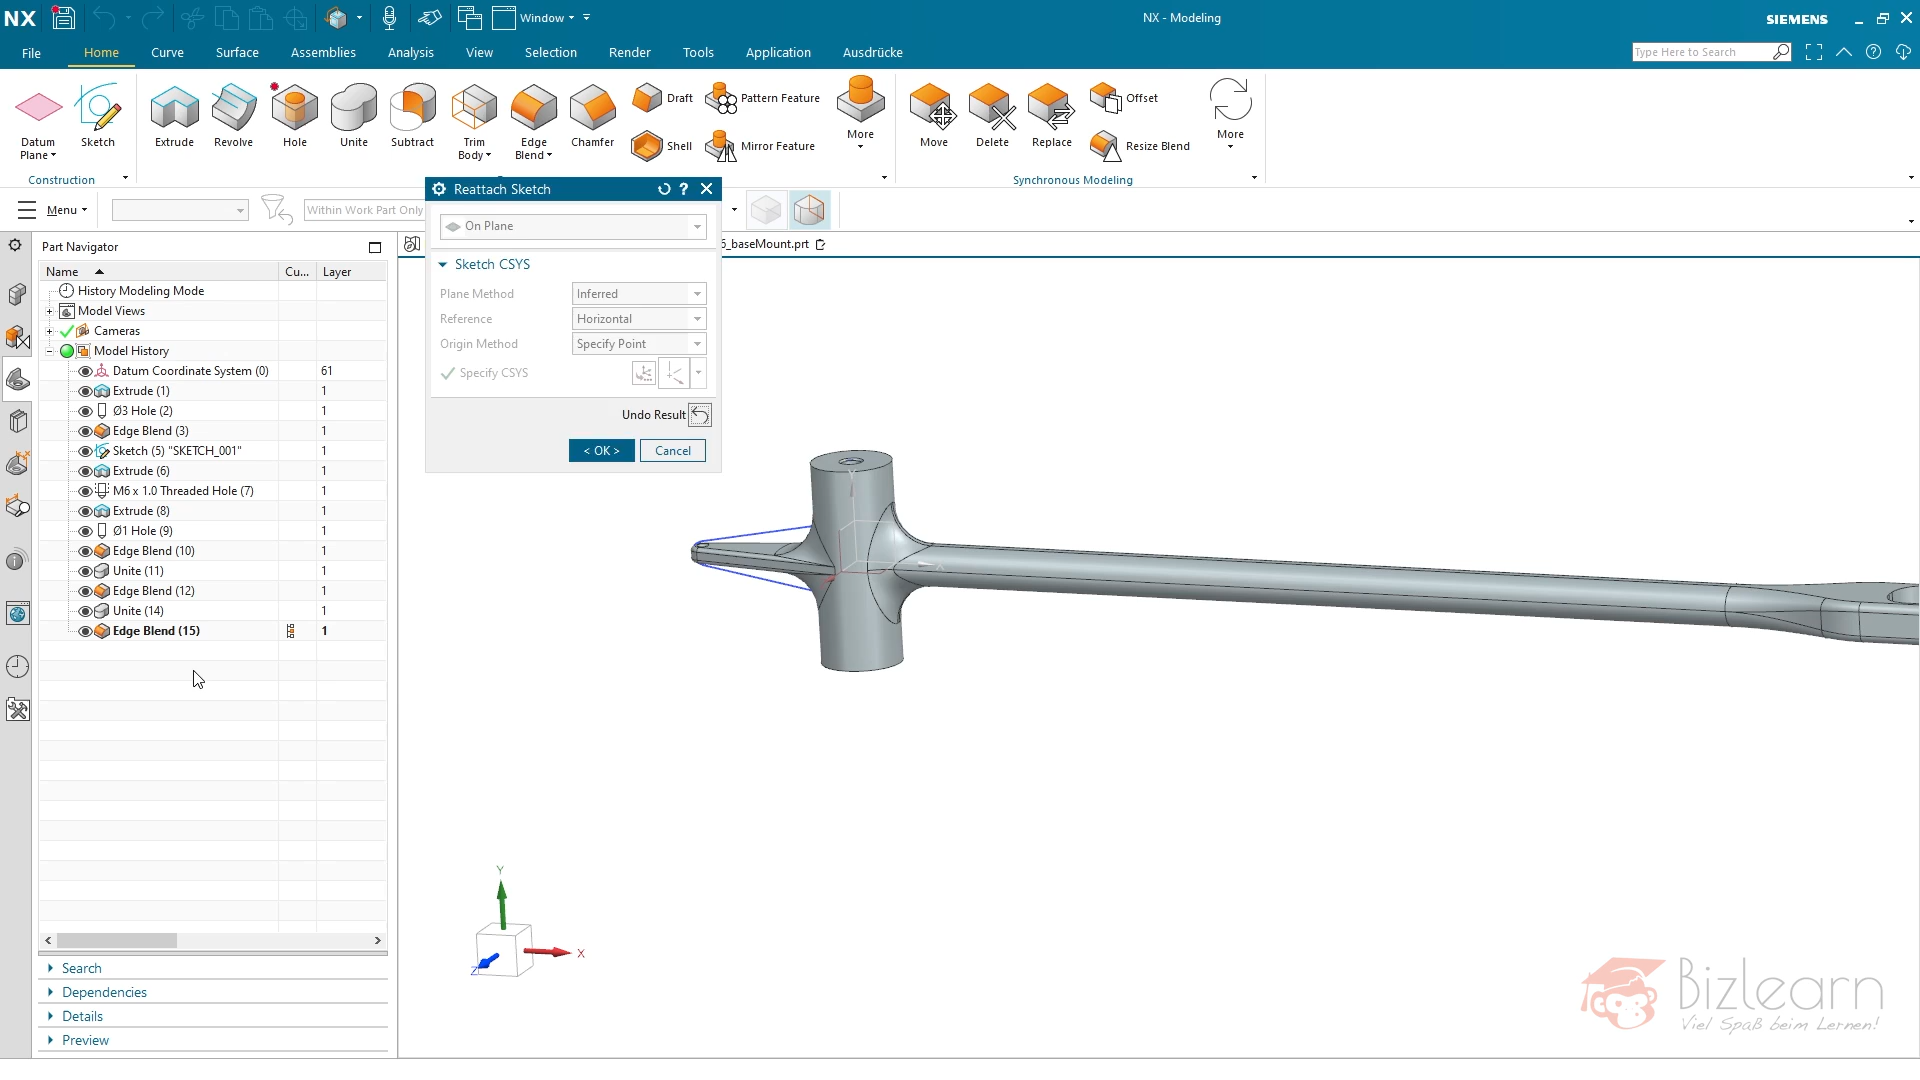 NX
Window
NX - Modeling
SIEMENS
File
Home
Curve
Surface
Assemblies
Analysis
View
Selection
Render
Tools
Application
Ausdrücke
Type Here to Search
Datum Plane
Sketch
Extrude
Revolve
Hole
Unite
Subtract
Trim Body
Edge Blend
Chamfer
Draft
Shell
Pattern Feature
Mirror Feature
More
Move
Delete
Replace
Offset
Resize Blend
More
Construction
Synchronous Modeling
Menu
Within Work Part Only
Reattach Sketch
?
On Plane
Sketch CSYS
Plane Method
Inferred
Reference
Horizontal
Origin Method
Specify Point
Specify CSYS
Undo Result
< OK >
Cancel
6_baseMount.prt
Part Navigator
Name
Cu...
Layer
History Modeling Mode
Model Views
Cameras
Model History
Datum Coordinate System (0)
61
Extrude (1)
1
Ø3 Hole (2)
1
Edge Blend (3)
1
Sketch (5) "SKETCH_001"
1
Extrude (6)
1
M6 x 1.0 Threaded Hole (7)
1
Extrude (8)
1
Ø1 Hole (9)
1
Edge Blend (10)
1
Unite (11)
1
Edge Blend (12)
1
Unite (14)
1
Edge Blend (15)
1
Search
Dependencies
Details
Preview
Y
X
Z
Bizlearn
Viel Spaß beim Lernen!